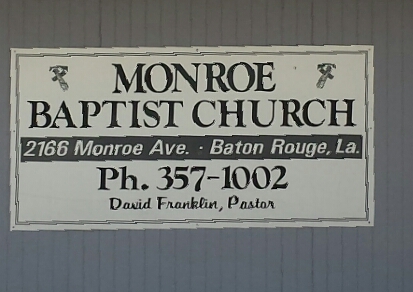 MONROE
BAPTIST CHURCH
2166 Monroe Ave. · Baton Rouge, La.
Ph. 357-1002
David Franklin, Pastor